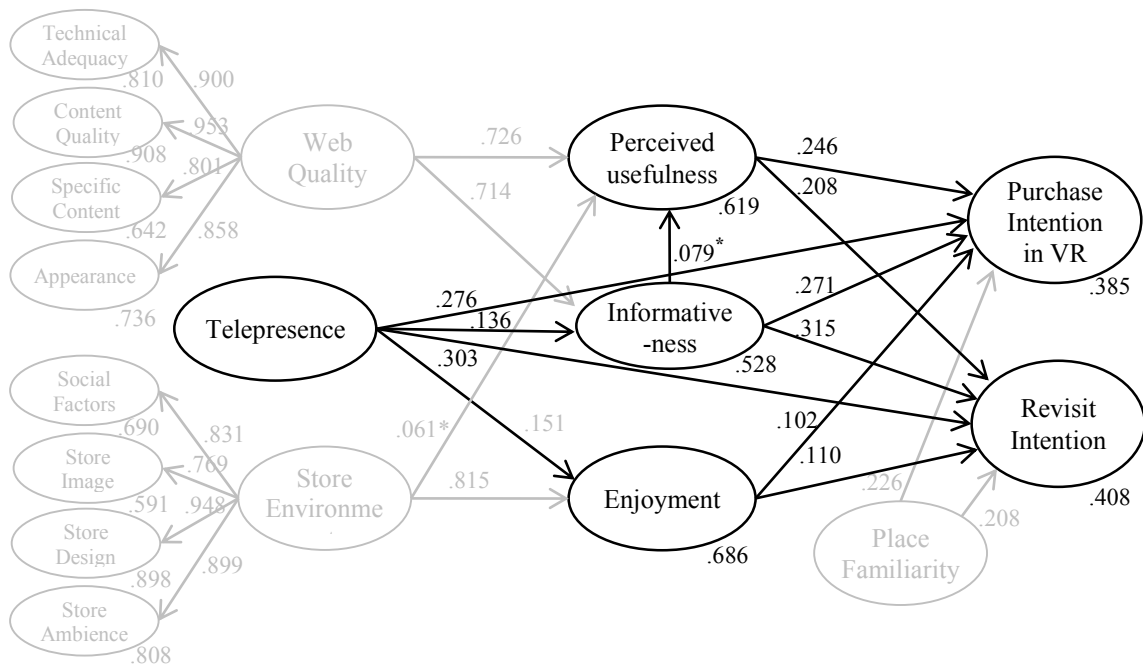 Technical
Adequacy
.810
.900
Content
Quality
.908
.953
Specific
Content
.642
.801
Appearance
.736
.858
Web
Quality
.726
.714
Perceived
usefulness
.619
.246
.208
Purchase
Intention
in VR
.385
.079*
Telepresence
.276
.136
.303
Informative
-ness
.528
.271
.315
Social
Factors
.690
.831
Store
Image
.591
.769
Store
Design
.898
.948
Store
Ambience
.808
.899
Store
Environme
.061*
.151
.815
Enjoyment
.686
.102
.110
Revisit
Intention
.408
.226
.208
Place
Familiarity